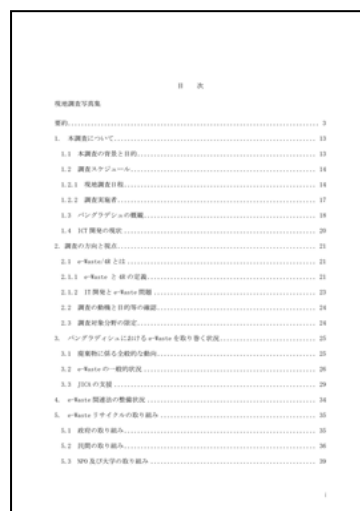 目 次
現地調査写真集
要約 3
1. 本調査について 13
1.1 本調査の背景と目的 13
1.2 調査スケジュール 14
1.2.1 現地調査日程 14
1.2.2 調査実施者 17
1.3 バングラデシュの概観 18
1.4 ICT 開発の現状 20
2. 調査の方向と視点 21
2.1 e-Waste/4R とは 21
2.1.1 e-Waste と 4R の定義 21
2.1.2 IT 開発と e-Waste 問題 23
2.2 調査の動機と目的等の確認 24
2.3 調査対象分野の限定 24
3. バングラディシュにおける e-Waste を取り巻く状況 25
3.1 廃棄物に係る全般的な動向 25
3.2 e-Waste の一般的状況 28
3.3 JICA の支援 29
4. e-Waste 関連法の整備状況 34
5. e-Waste リサイクルの取り組み 35
5.1 政府の取り組み 35
5.2 民間の取り組み 36
5.3 NPO 及び大学の取り組み 39
i